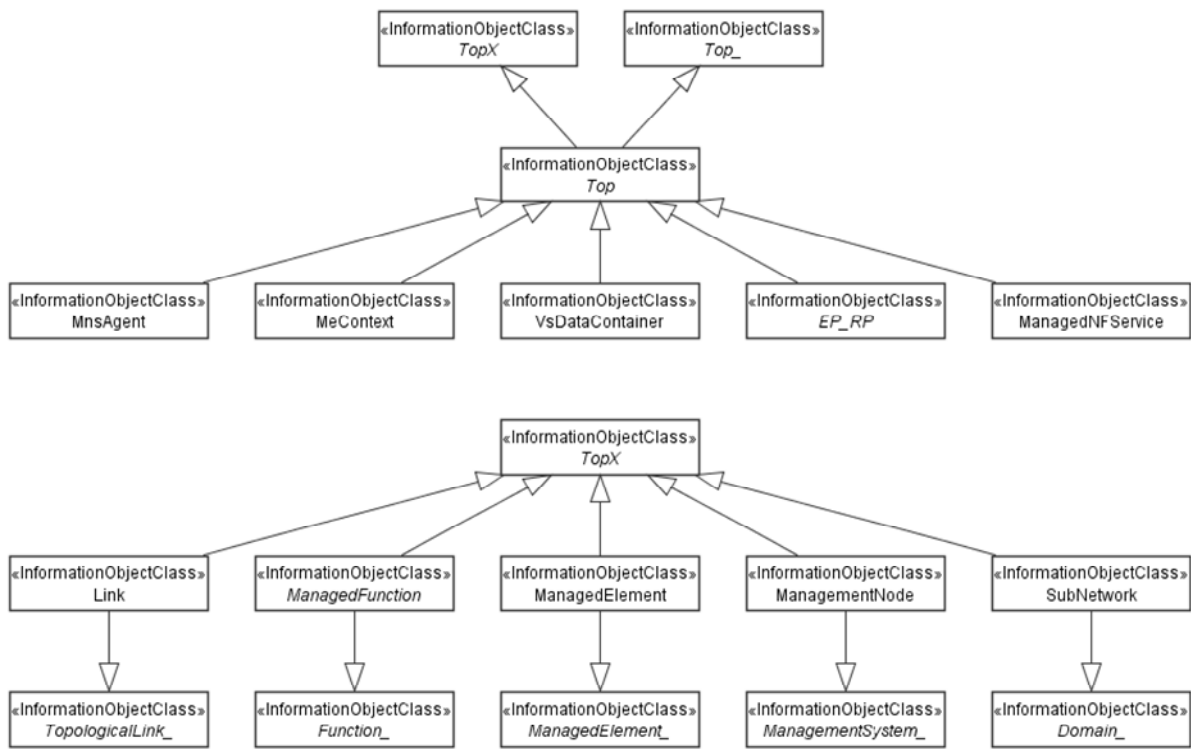 «InformationObjectClass»
TopX
«InformationObjectClass»
Top_
«InformationObjectClass»
Top
«InformationObjectClass»
MnsAgent
«InformationObjectClass»
MeContext
«InformationObjectClass»
VsDataContainer
«InformationObjectClass»
EP_RP
«InformationObjectClass»
ManagedNFService
«InformationObjectClass»
TopX
«InformationObjectClass»
Link
«InformationObjectClass»
ManagedFunction
«InformationObjectClass»
ManagedElement
«InformationObjectClass»
ManagementNode
«InformationObjectClass»
SubNetwork
«InformationObjectClass»
TopologicalLink_
«InformationObjectClass»
Function_
«InformationObjectClass»
ManagedElement_
«InformationObjectClass»
ManagementSystem_
«InformationObjectClass»
Domain_